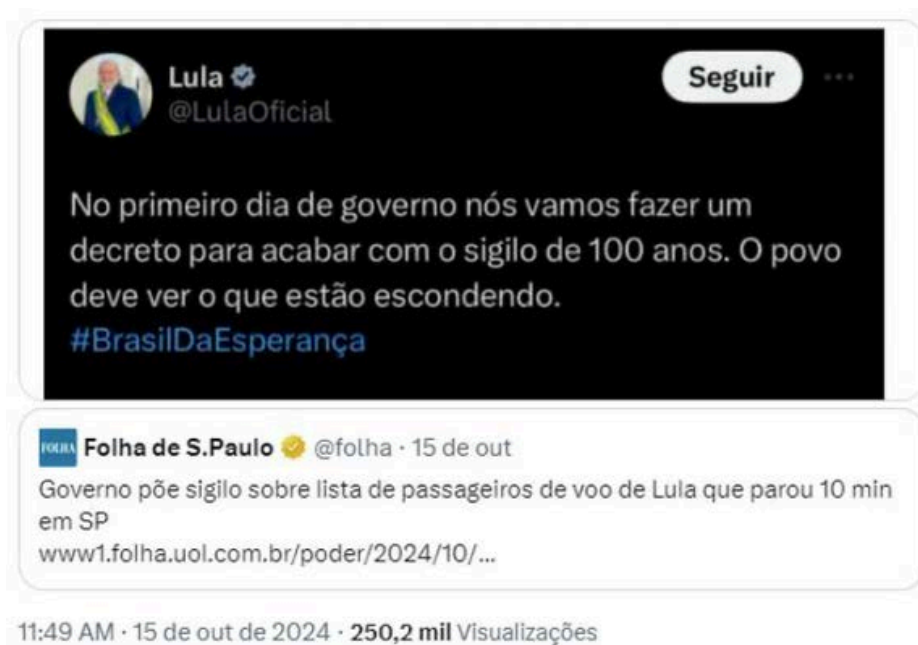 Lula
Seguir ...
@LulaOficial
No primeiro dia de governo nós vamos fazer um
decreto para acabar com o sigilo de 100 anos. O povo
deve ver o que estão escondendo.
#BrasilDaEsperança
FOLHA Folha de S.Paulo @folha · 15 de out
Governo põe sigilo sobre lista de passageiros de voo de Lula que parou 10 min
em SP
www1.folha.uol.com.br/poder/2024/10/...
11:49 AM · 15 de out de 2024 · 250,2 mil Visualizações